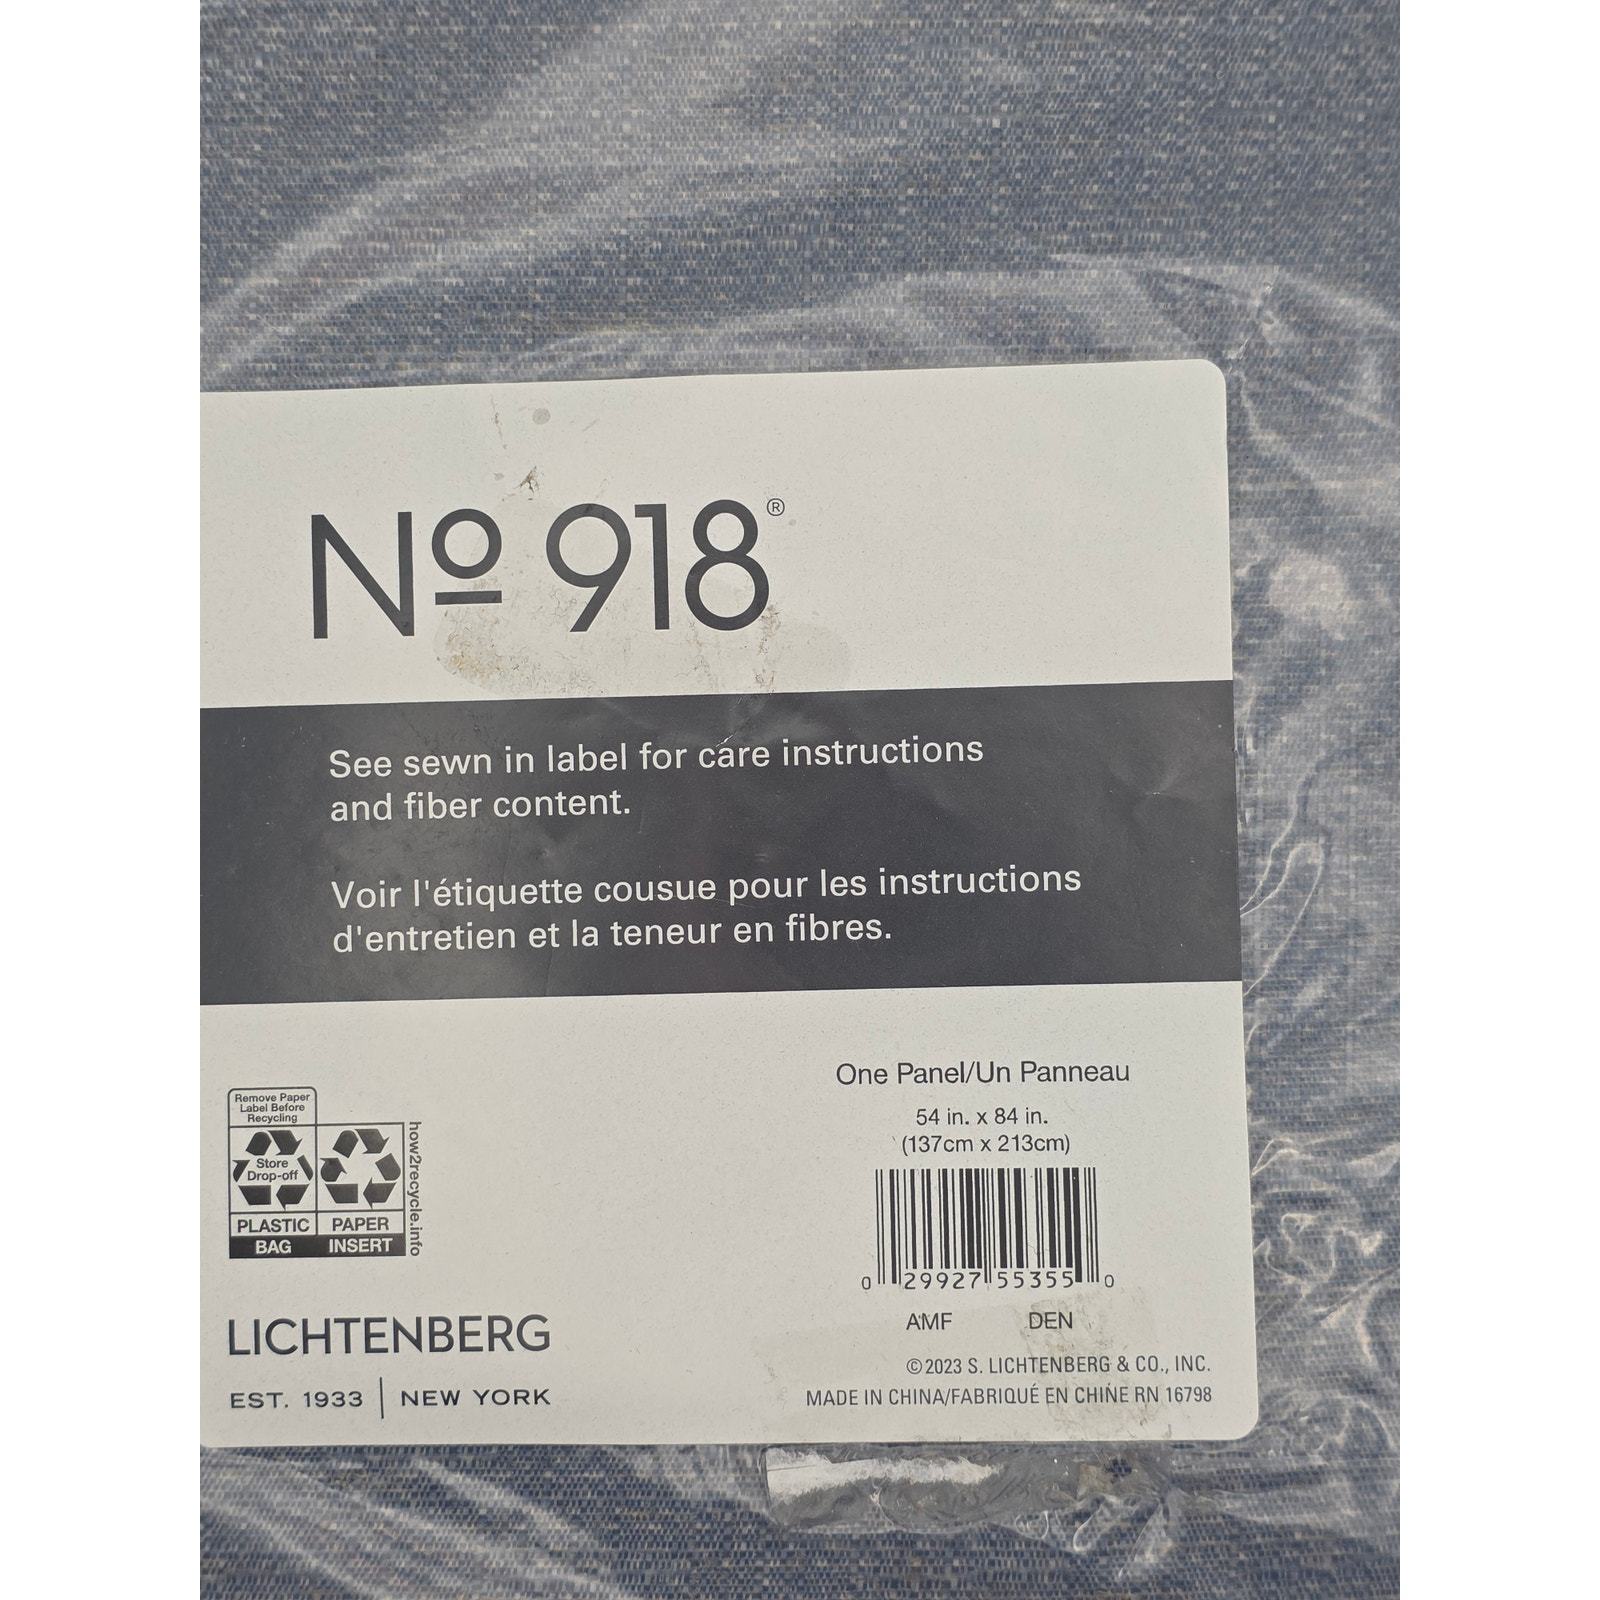 Nº 918®
See sewn in label for care instructions
and fiber content.
Voir l'étiquette cousue pour les instructions
d'entretien et la teneur en fibres.
One Panel/Un Panneau
54 in. x 84 in.
(137cm x 213cm)
0 29927 55355 0
AMF DEN
©2023 S. LICHTENBERG & CO., INC.
MADE IN CHINA/FABRIQUÉ EN CHINE RN 16798
Remove Paper
Label Before
Recycling
Store
Drop-off
PLASTIC
BAG
PAPER
INSERT
how2recycle.info
LICHTENBERG
EST. 1933 | NEW YORK